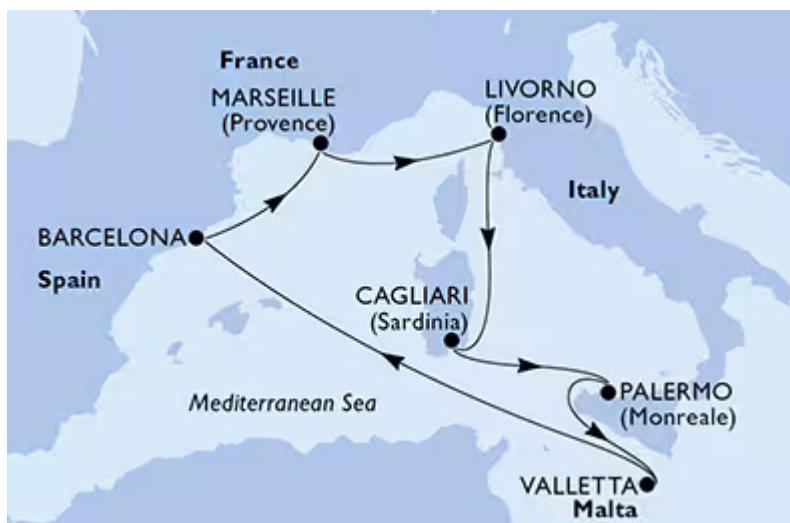 France
MARSEILLE
(Provence)
LIVORNO
(Florence)
Italy
BARCELONA
Spain
CAGLIARI
(Sardinia)
Mediterranean Sea
PALERMO
(Monreale)
VALLETTA
Malta